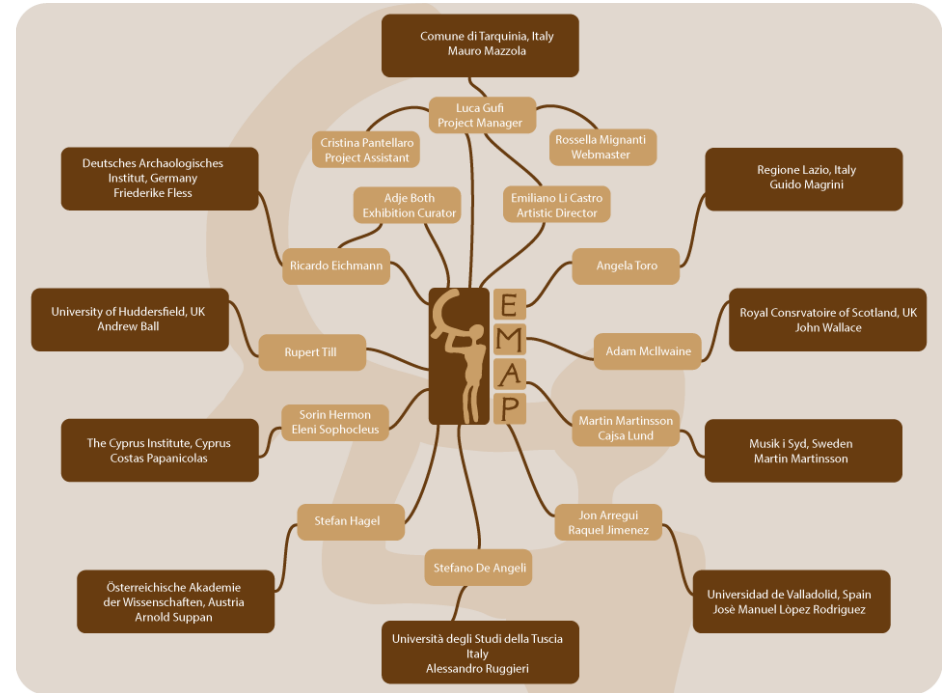 Comune di Tarquinia, Italy
Mauro Mazzola
Luca Gufi
Project Manager
Cristina Pantellaro
Project Assistant
Rossella Mignanti
Webmaster
Deutsches Archaologisches
Institut, Germany
Friederike Fless
Regione Lazio, Italy
Guido Magrini
Adje Both
Exhibition Curator
Emiliano Li Castro
Artistic Director
Ricardo Eichmann
Angela Toro
University of Huddersfield, UK
Andrew Ball
Royal Consrvatoire of Scotland, UK
John Wallace
Rupert Till
E
M
A
P
Adam McIlwaine
Sorin Hermon
Eleni Sophocleus
Martin Martinsson
Cajsa Lund
The Cyprus Institute, Cyprus
Costas Papanicolas
Musik i Syd, Sweden
Martin Martinsson
Stefan Hagel
Jon Arregui
Raquel Jimenez
Stefano De Angeli
Österreichische Akademie
der Wissenschaften, Austria
Arnold Suppan
Universidad de Valladolid, Spain
Josè Manuel Lòpez Rodriguez
Università degli Studi della Tuscia
Italy
Alessandro Ruggieri